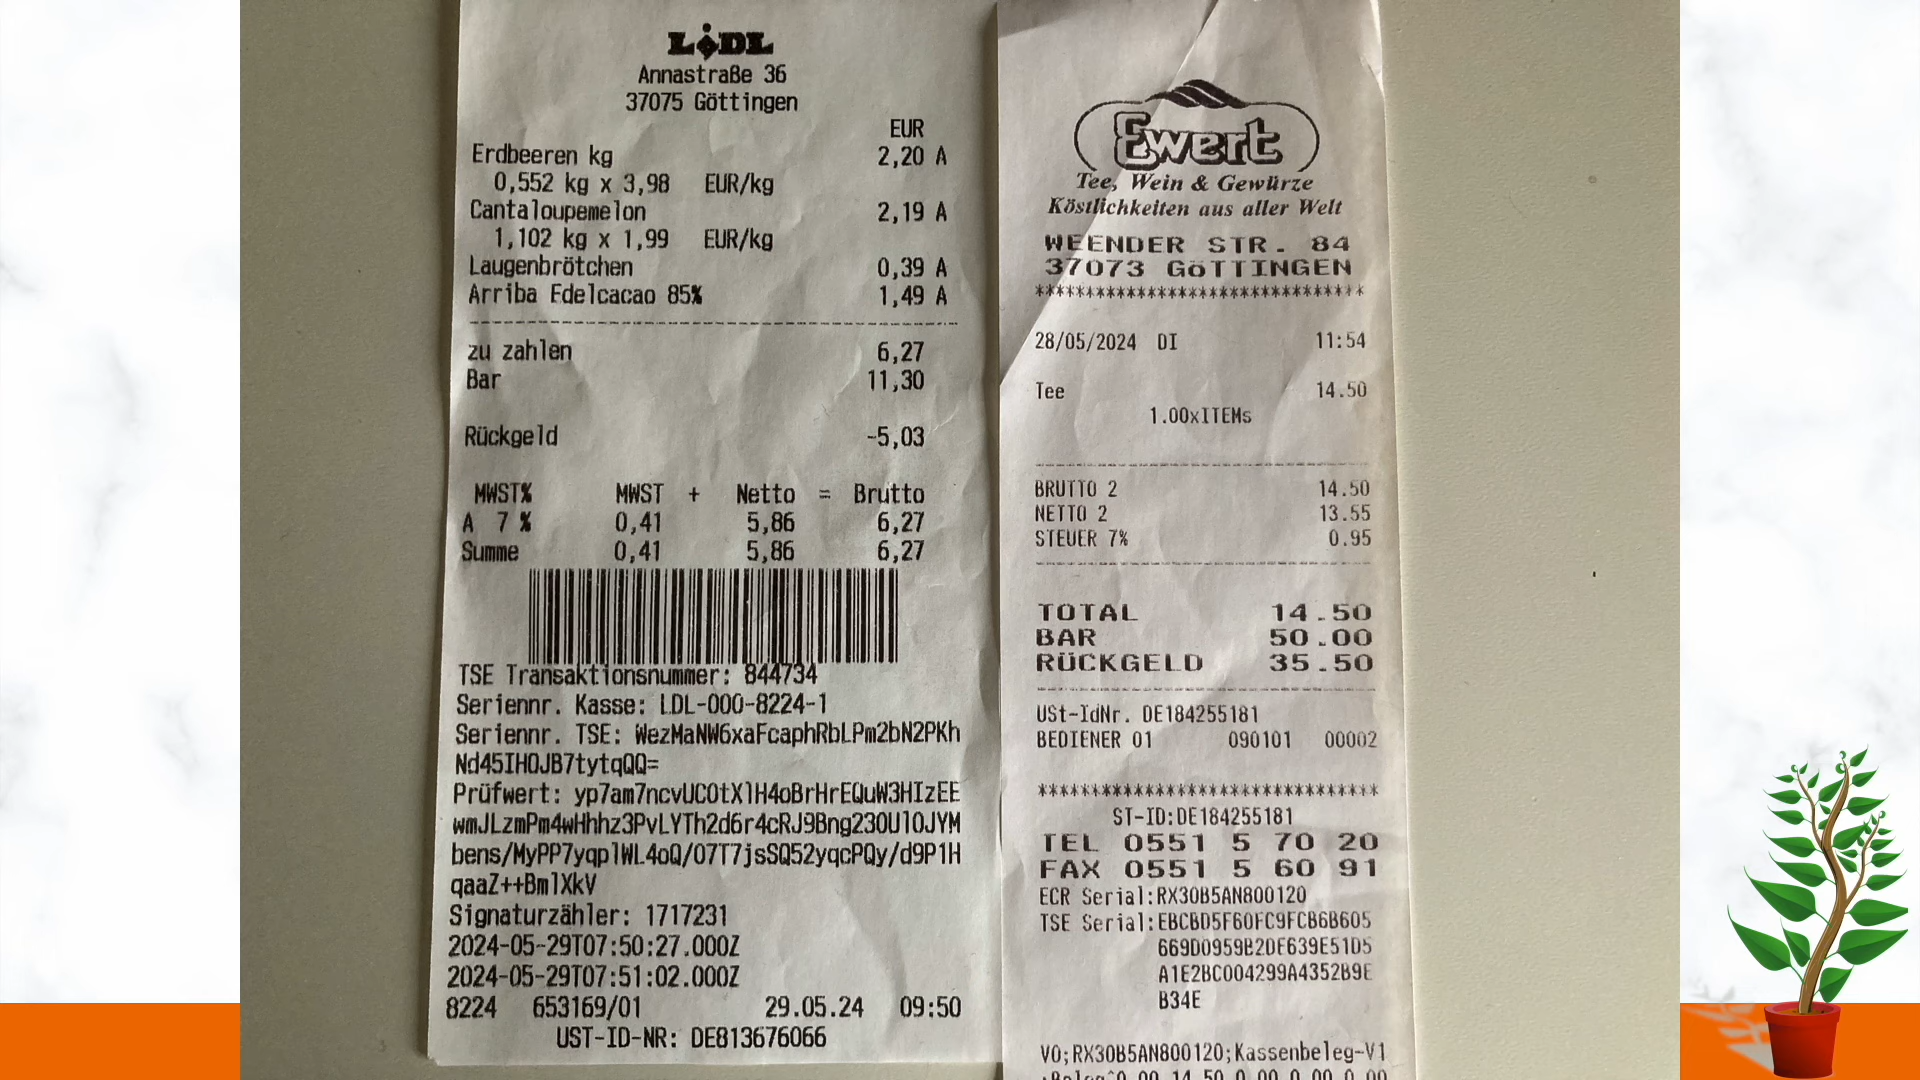 LiDL
Annastraße 36
37075 Göttingen
EUR
Erdbeeren kg 2,20 A
0,552 kg x 3,98 EUR/kg
Cantaloupemelon 2,19 A
1,102 kg x 1,99 EUR/kg
Laugenbrötchen 0,39 A
Arriba Edelcacao 85% 1,49 A
zu zahlen 6,27
Bar 11,30
Rückgeld -5,03
MWST% MWST + Netto = Brutto
A 7 % 0,41 5,86 6,27
Summe 0,41 5,86 6,27
TSE Transaktionsnummer: 844734
Seriennr. Kasse: LDL-000-8224-1
Seriennr. TSE: WezMaNW6xaFcaphRbLPm2bN2PKh
Nd45IHOJB7tytqQQ=
Prüfwert: yp7am7ncvUCOtXlH4oBrHrEQuW3HIzEE
wmJLzmPm4wHhhz3PvLYTh2d6r4cRJ9Bng230UlOJYM
bens/MyPP7yqplWL4oQ/07T7jsSQ52yqcPQy/d9P1H
qaaZ++BmlXkV
Signaturzähler: 1717231
2024-05-29T07:50:27.000Z
2024-05-29T07:51:02.000Z
8224 653169/01 29.05.24 09:50
UST-ID-NR: DE813676066
Ewert
Tee, Wein & Gewürze
Köstlichkeiten aus aller Welt
WEENDER STR. 84
37073 GöTTINGEN
********************************
28/05/2024 DI 11:54
Tee 14.50
1.00xITEMs
BRUTTO 2 14.50
NETTO 2 13.55
STEUER 7% 0.95
TOTAL 14.50
BAR 50.00
RÜCKGELD 35.50
USt-IdNr. DE184255181
BEDIENER 01 090101 00002
********************************
ST-ID:DE184255181
TEL 0551 5 70 20
FAX 0551 5 60 91
ECR Serial:RX30B5AN800120
TSE Serial:EBCBD5F60FC9FCB6B605
669D0959B2DF639E51D5
A1E2BC004299A4352B9E
B34E
V0;RX30B5AN800120;Kassenbeleg-V1
;Beleg^0.00_14.50_0.00_0.00_0.00